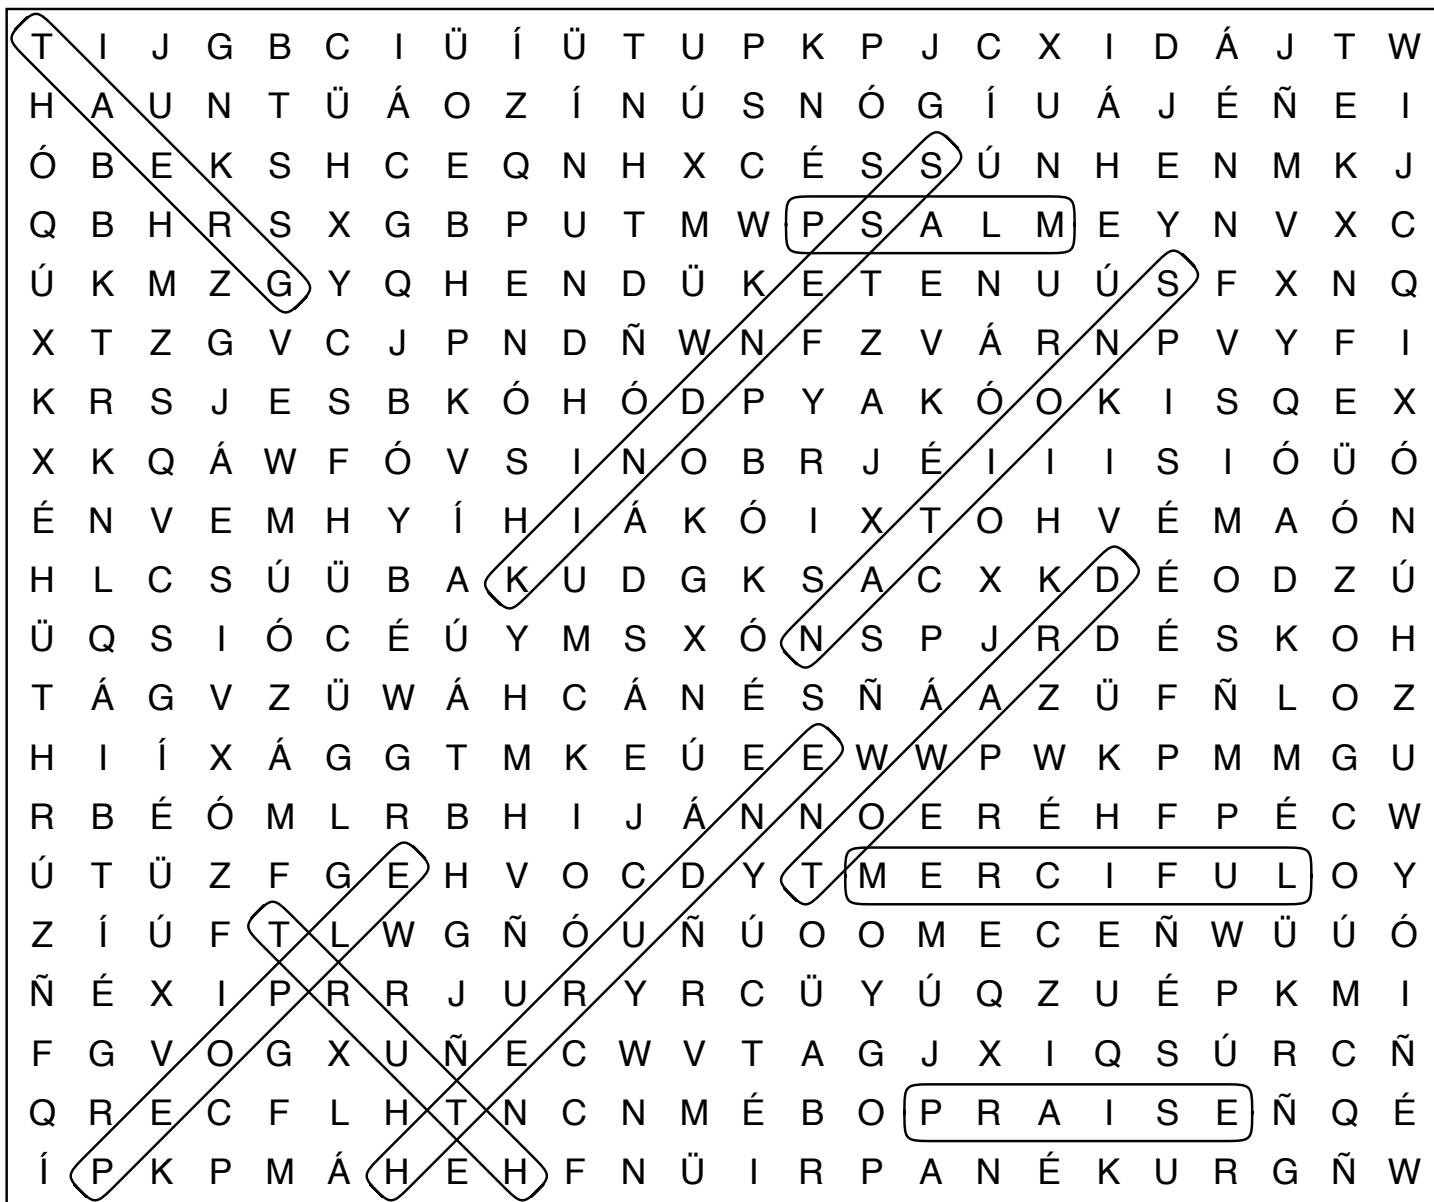 T I J G B C I Ü Í Ü T U P K P J C X I D Á J T W
H A U N T Ü Á O Z Í N Ú S N Ó G Í U Á J É Ñ E I
Ó B E K S H C E Q N H X C É S S Ú N H E N M K J
Q B H R S X G B P U T M W P S A L M E Y N V X C
Ú K M Z G Y Q H E N D Ü K E T E N U Ú S F X N Q
X T Z G V C J P N D Ñ W N F Z V Á R N P V Y F I
K R S J E S B K Ó H Ó D P Y A K Ó O K I S Q E X
X K Q Á W F Ó V S I N O B R J É I I I S I Ó Ü Ó
É N V E M H Y Í H I Á K Ó I X T O H V É M A Ó N
H L C S Ú Ü B A K U D G K S A C X K D É O D Z Ú
Ü Q S I Ó C É Ú Y M S X Ó N S P J R D É S K O H
T Á G V Z Ü W Á H C Á N É S Ñ Á A Z Ü F Ñ L O Z
H I Í X Á G G T M K E Ú E E W W P W K P M M G U
R B É Ó M L R B H I J Á N N O E R É H F P É C W
Ú T Ü Z F G E H V O C D Y T M E R C I F U L O Y
Z Í Ú F T L W G Ñ Ó U Ñ Ú O O M E C E Ñ W Ü Ú Ó
Ñ É X I P R R J U R Y R C Ü Y Ú Q Z U É P K M I
F G V O G X U Ñ E C W V T A G J X I Q S Ú R C Ñ
Q R E C F L H T N C N M É B O P R A I S E Ñ Q É
Í P K P M Á H E H F N Ü I R P A N É K U R G Ñ W